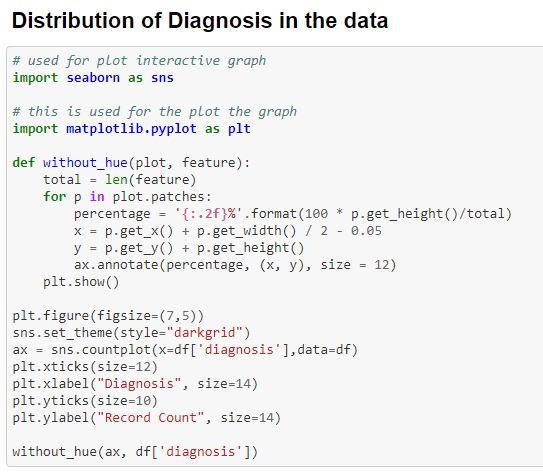 Distribution of Diagnosis in the data
# used for plot interactive graph
import seaborn as sns
# this is used for the plot the graph
import matplotlib.pyplot as plt
def without_hue(plot, feature):
    total = len(feature)
    for p in plot.patches:
        percentage = '{:.2f}%'.format(100 * p.get_height()/total)
        x = p.get_x() + p.get_width() / 2 - 0.05
        y = p.get_y() + p.get_height()
        ax.annotate(percentage, (x, y), size = 12)
    plt.show()
plt.figure(figsize=(7,5))
sns.set_theme(style="darkgrid")
ax = sns.countplot(x=df['diagnosis'],data=df)
plt.xticks(size=12)
plt.xlabel("Diagnosis", size=14)
plt.yticks(size=10)
plt.ylabel("Record Count", size=14)
without_hue(ax, df['diagnosis'])